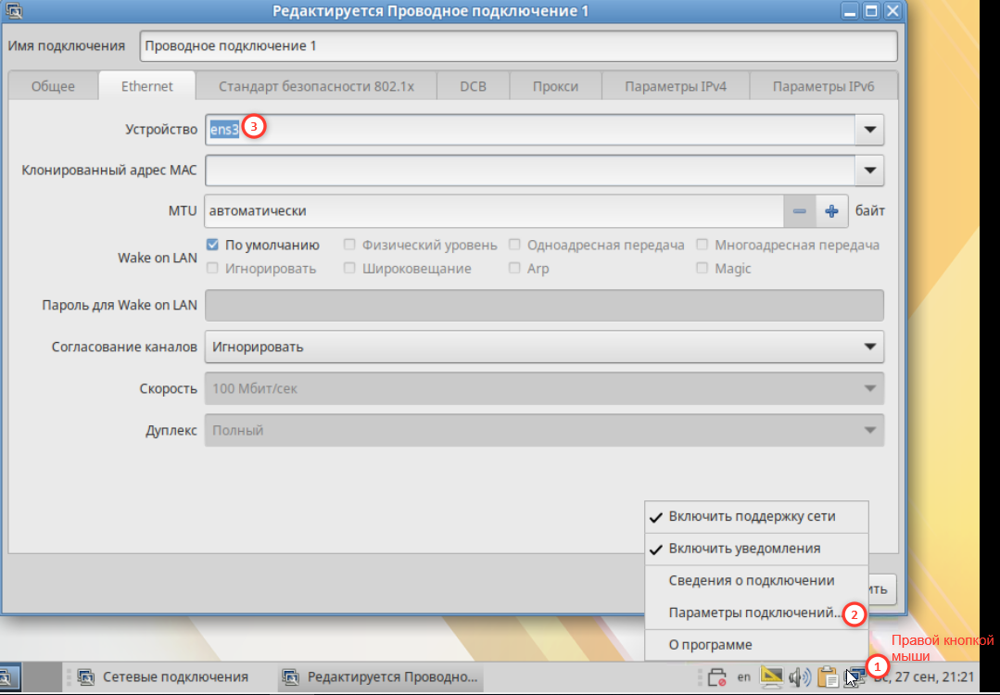 Редактируется Проводное подключение 1
Имя подключения Проводное подключение 1
Общее Ethernet Стандарт безопасности 802.1x DCB Прокси Параметры IPv4 Параметры IPv6
Устройство ens3 3
Клонированный адрес MAC
MTU автоматически байт
Wake on LAN
По умолчанию Физический уровень Одноадресная передача Многоадресная передача
Игнорировать Широковещание Arp Magic
Пароль для Wake on LAN
Согласование каналов Игнорировать
Скорость 100 Мбит/сек
Дуплекс Полный
Включить поддержку сети
Включить уведомления
Сведения о подключении
ить
Параметры подключений... 2
О программе
Правой кнопкой
мыши
1
Сетевые подключения Редактируется Проводно... en 27 сен, 21:21